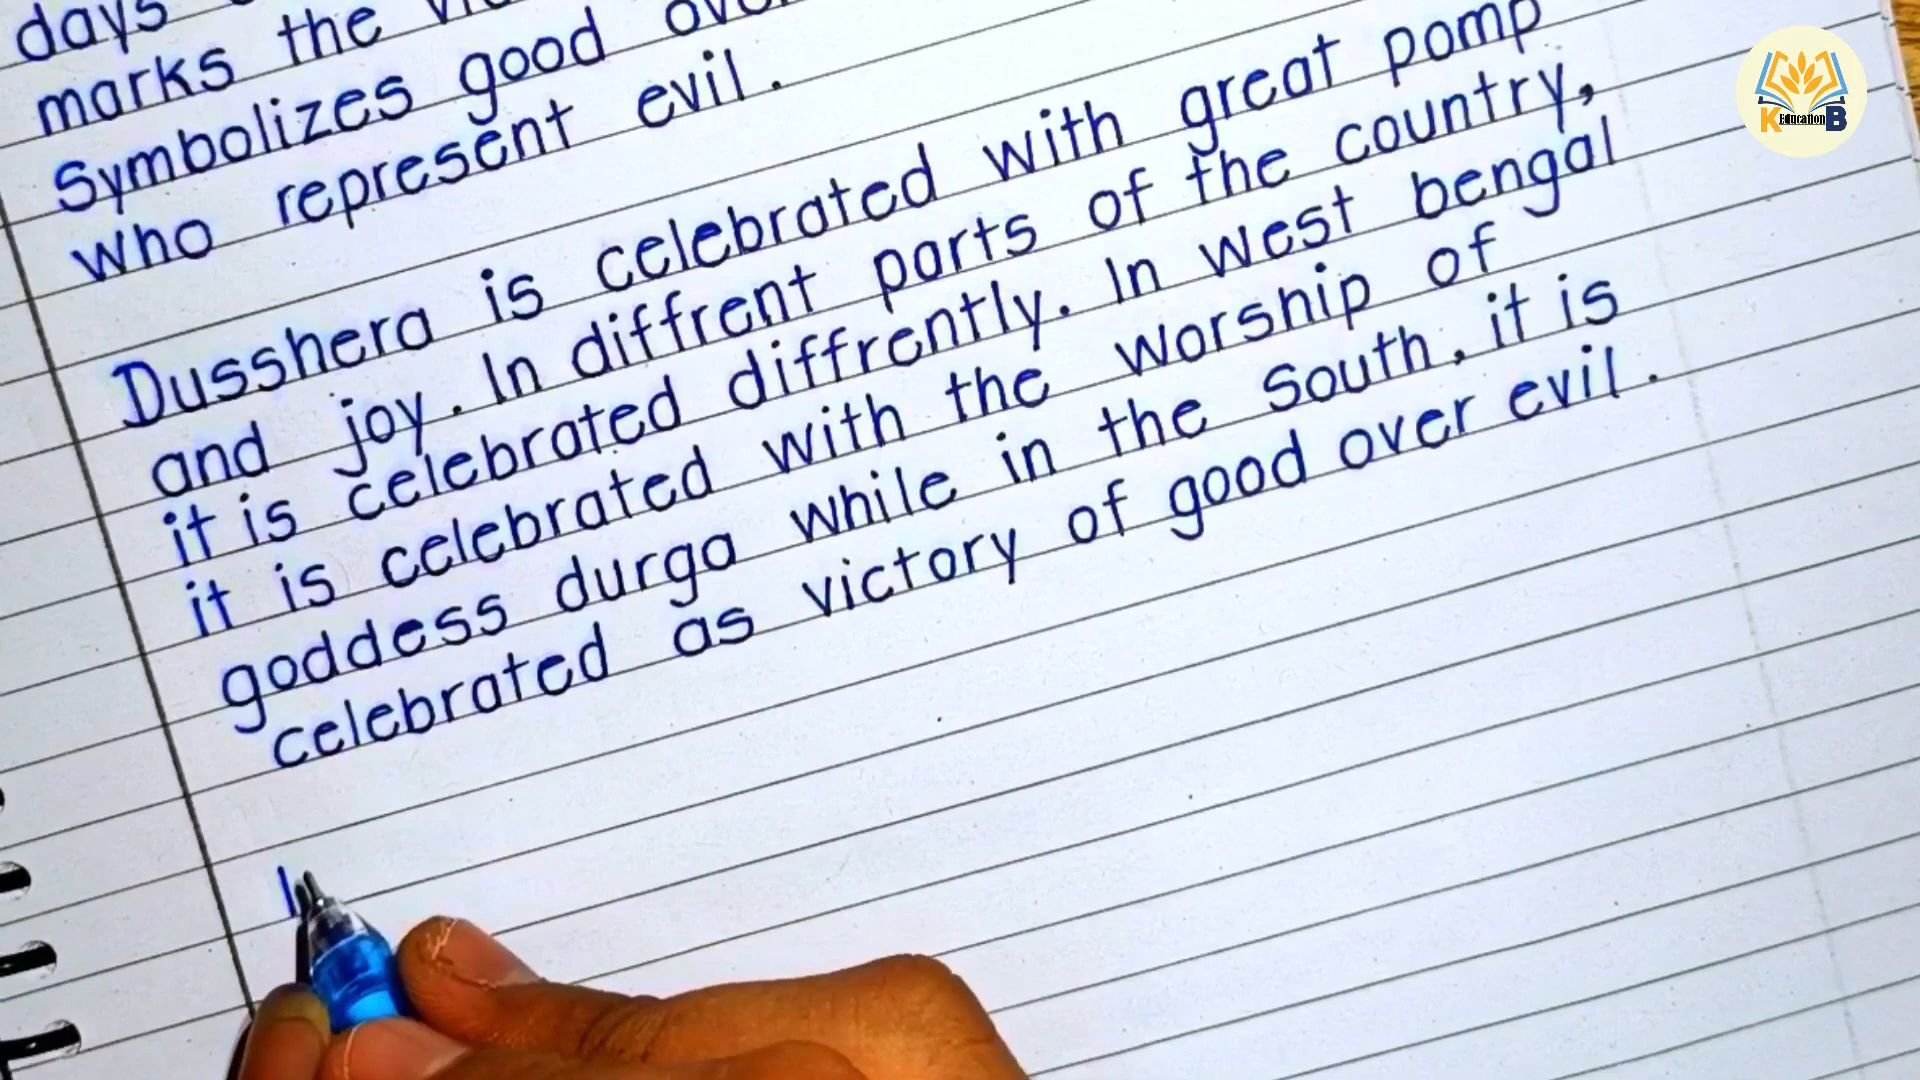 days
marks the
Symbolizes good
who represent evil.
Dusshera is celebrated with great pomp
and joy. In diffrent parts of the country,
it is celebrated diffrently. In west bengal
it is celebrated with the worship of
goddess durga while in the South, it is
celebrated as victory of good over evil.
K Education B